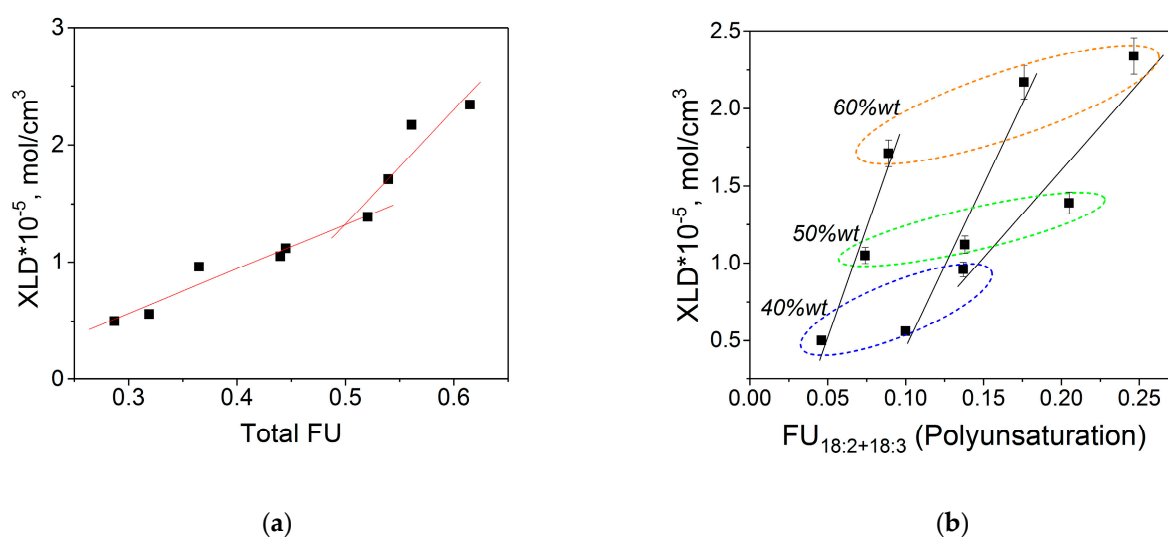 3
2
1
0
XLD*10⁻⁵, mol/cm³
0.3 0.4 0.5 0.6
Total FU
(a)
2.5
2.0
1.5
1.0
0.5
XLD*10⁻⁵, mol/cm³
60%wt
50%wt
40%wt
0.00 0.05 0.10 0.15 0.20 0.25
FU₁₈:₂₊₁₈:₃ (Polyunsaturation)
(b)